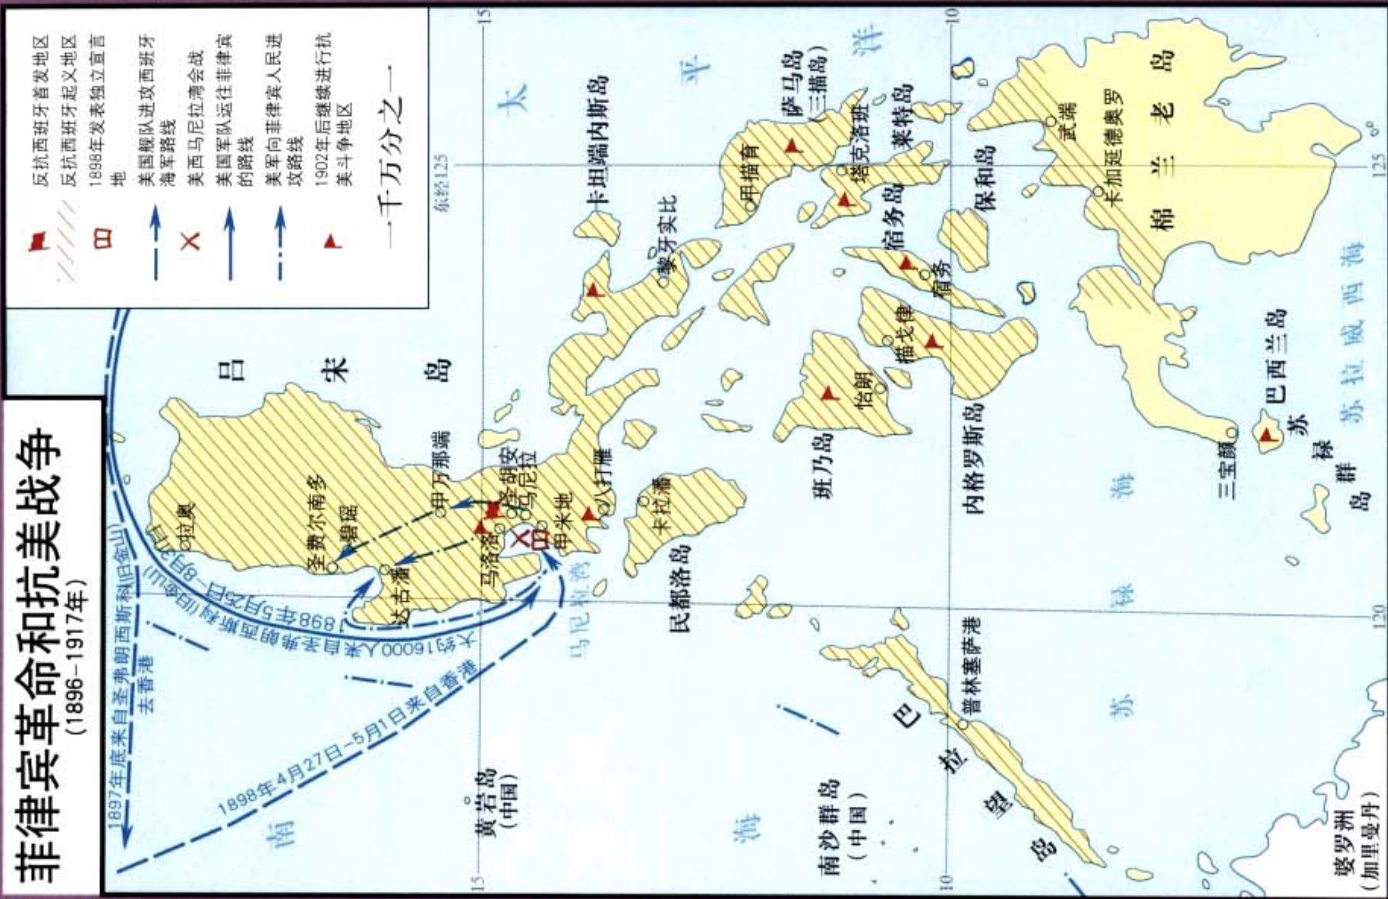 菲律宾革命和抗美战争
(1896-1917年)
反抗西班牙首发地区
反抗西班牙起义地区
1898年发表独立宣言
地
美国舰队进攻西班牙
海军路线
美西马尼拉湾会战
美国军队运往菲律宾
的路线
美军向菲律宾人民进
攻路线
1902年后继续进行抗
美斗争地区
一千万分之一
东经125
15
10
125
15
10
120
太
平
洋
吕
宋
岛
1897年底来自圣弗朗西斯科(旧金山)
去香港
1898年4月27日-5月1日来自香港
大约16000人来自圣弗朗西斯科(旧金山)
拉奥
圣费尔南多
碧瑶
甲万那端
达古潘
马洛洛
圣胡安
马尼拉
甲米地
八打雁
马尼拉湾
卡拉潘
民都洛岛
卡坦端内斯岛
黎牙实比
萨马岛
(三描岛)
甲描育
塔克洛班
莱特岛
宿务岛
宿务
保和岛
描戈律
怡朗
班乃岛
内格罗斯岛
武端
卡加延德奥罗
棉
兰
老
岛
三宝颜
巴西兰岛
苏
禄
群
岛
苏拉威西海
苏
禄
海
普林塞萨港
巴
拉
望
岛
南
海
黄岩岛
(中国)
南沙群岛
(中国)
婆罗洲
(加里曼丹)